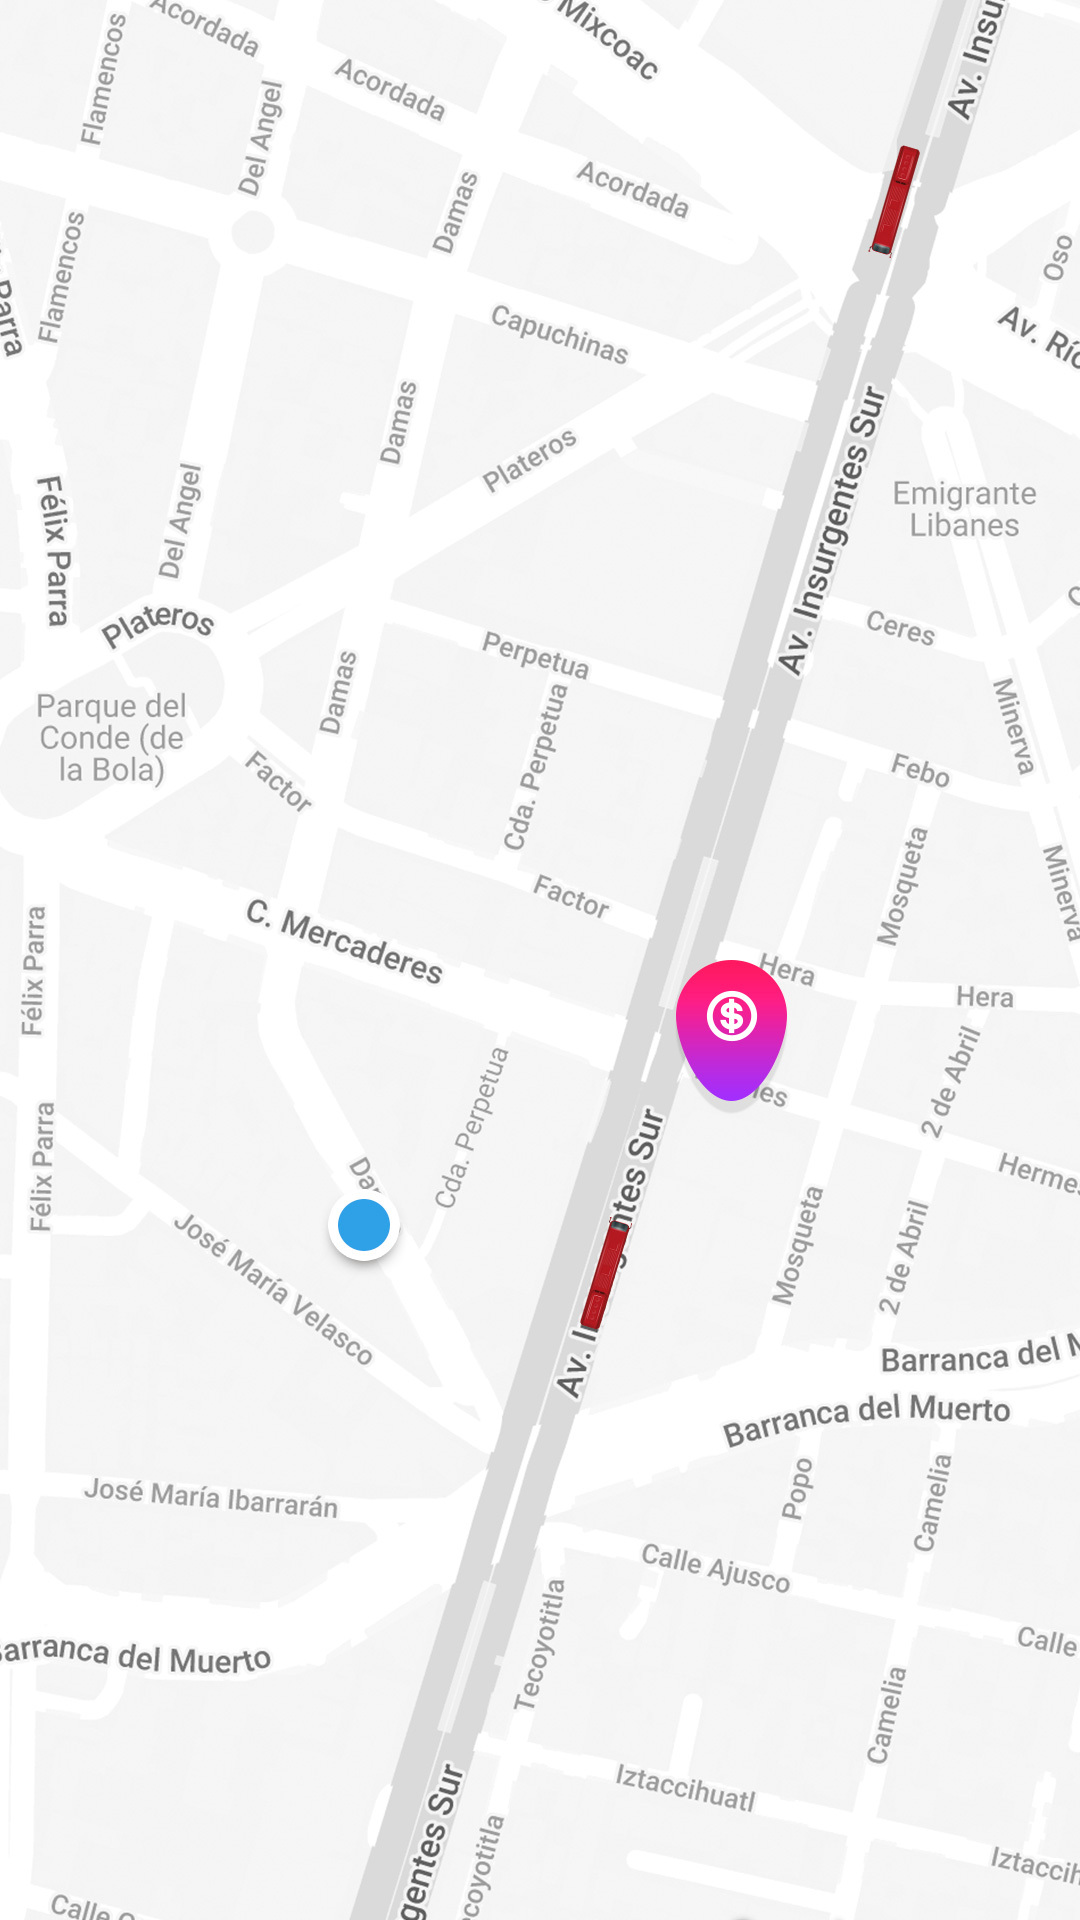 Acordada
Mixcoac
Av. Insu
Flamencos
Acordada
Del Angel
Acordada
Damas
Flamencos
Oso
Parra
Capuchinas
Av. Río
Damas
Plateros
Av. Insurgentes Sur
Emigrante
Libanes
Félix Parra
Del Angel
Plateros
Ceres
Perpetua
Damas
Minerva
Parque del
Conde (de
la Bola)
Cda. Perpetua
Factor
Febo
Mosqueta
Minerva
Factor
C. Mercaderes
Félix Parra
Hera
Hera
$
2 de Abril
Cda. Perpetua
es
Félix Parra
ntes Sur
Hermes
Da
José María Velasco
Mosqueta
2 de Abril
Av. I
Barranca del M
Barranca del Muerto
José María Ibarrarán
Popo
Camelia
Calle Ajusco
Tecoyotitla
Calle
arranca del Muerto
Camelia
Iztaccihuatl
gentes Sur
coyotitla
Iztaccih
Calle